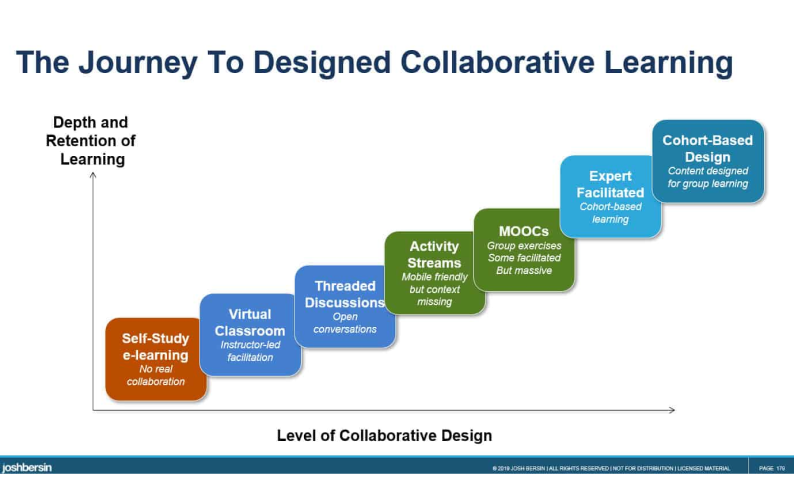 The Journey To Designed Collaborative Learning
Depth and
Retention of
Learning
Cohort-Based
Design
Content designed
for group learning
Expert
Facilitated
Cohort-based
learning
MOOCs
Group exercises
Some facilitated
But massive
Activity
Streams
Mobile friendly
but context
missing
Threaded
Discussions
Open
conversations
Virtual
Classroom
Instructor-led
facilitation
Self-Study
e-learning
No real
collaboration
Level of Collaborative Design
joshbersin
© 2019 JOSH BERSIN | ALL RIGHTS RESERVED | NOT FOR DISTRIBUTION | LICENSED MATERIAL
PAGE